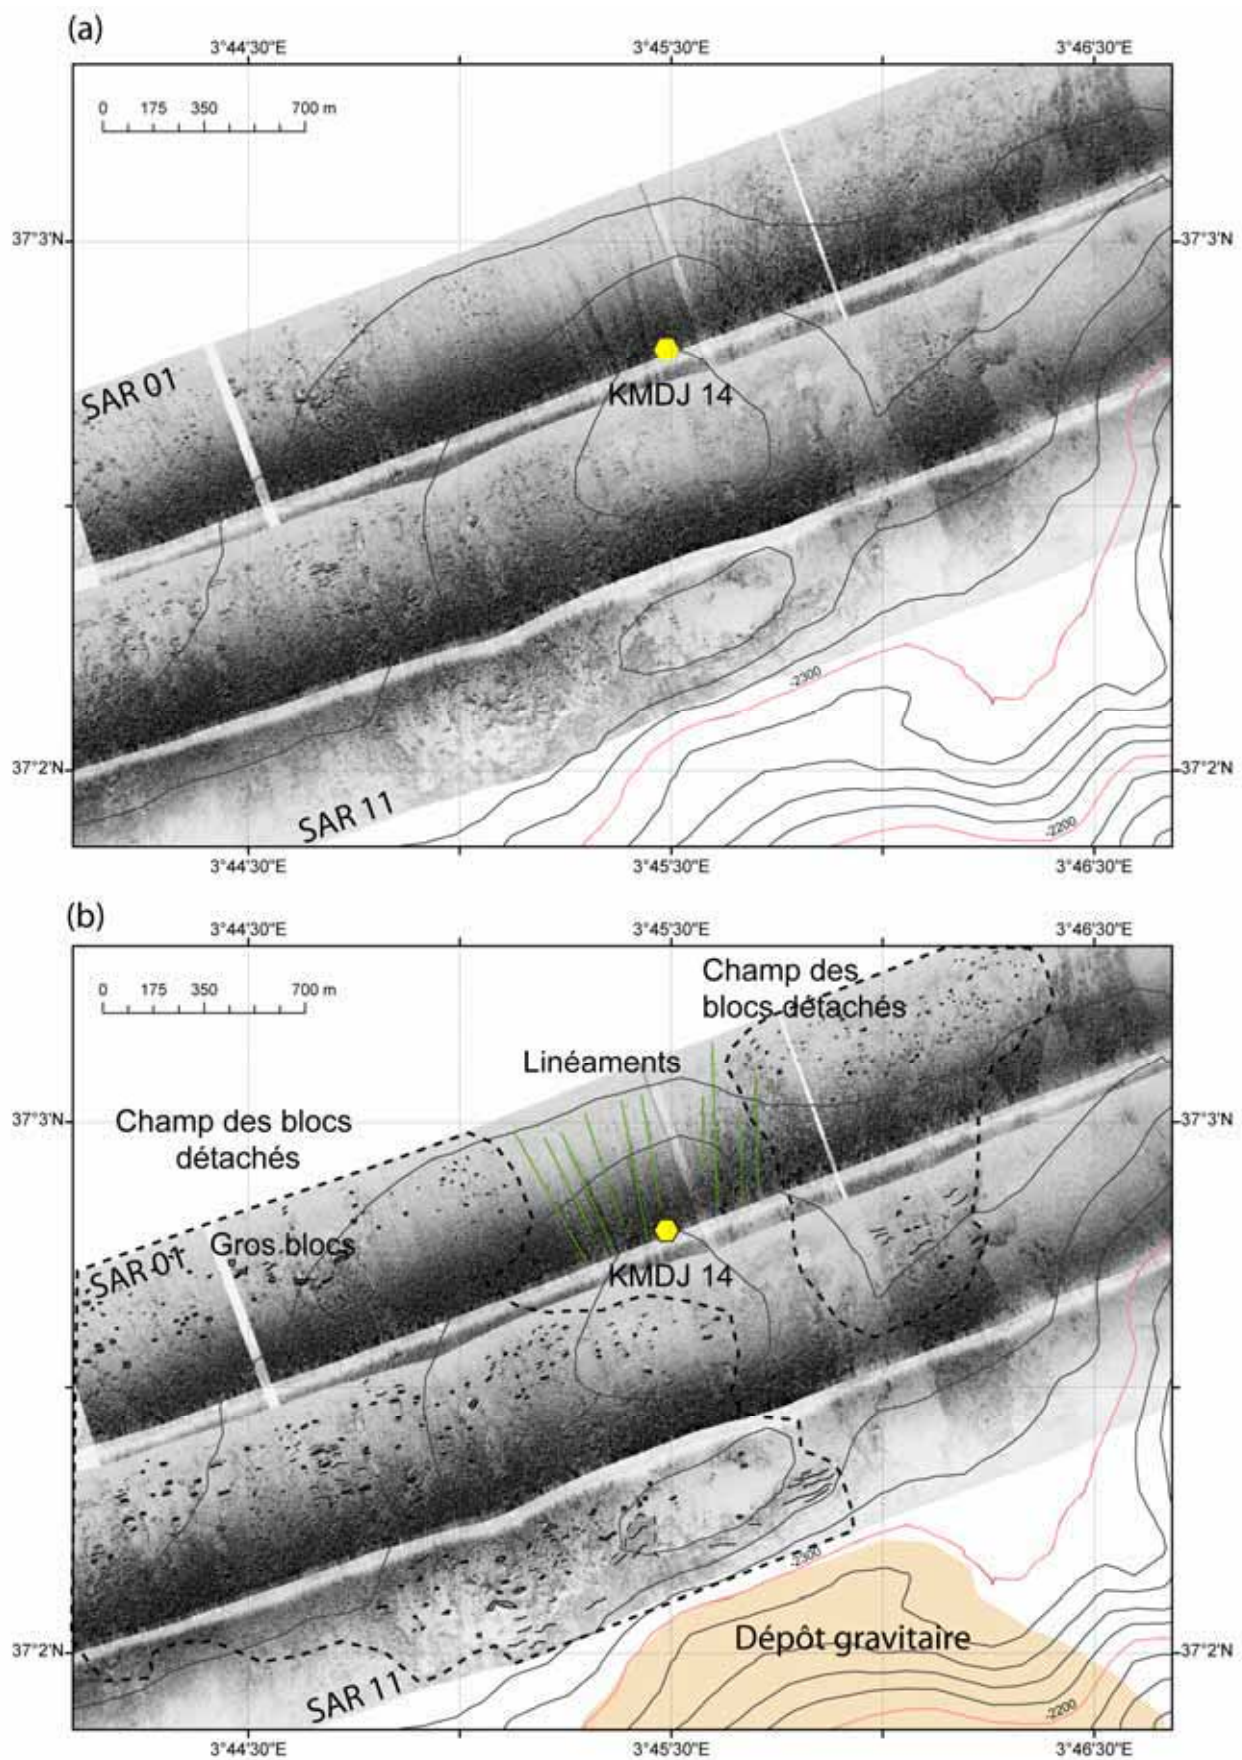 (a)
3°44'30"E 3°45'30"E 3°46'30"E
0 175 350 700 m
37°3'N 37°3'N
SAR 01
KMDJ 14
-2300
37°2'N 37°2'N
SAR 11
-2200
3°44'30"E 3°45'30"E 3°46'30"E
(b)
3°44'30"E 3°45'30"E 3°46'30"E
0 175 350 700 m
Champ des
blocs détachés
Linéaments
37°3'N 37°3'N
Champ des blocs
détachés
Gros blocs
SAR 01
KMDJ 14
-2300
Dépôt gravitaire
37°2'N 37°2'N
SAR 11
-2200
3°44'30"E 3°45'30"E 3°46'30"E